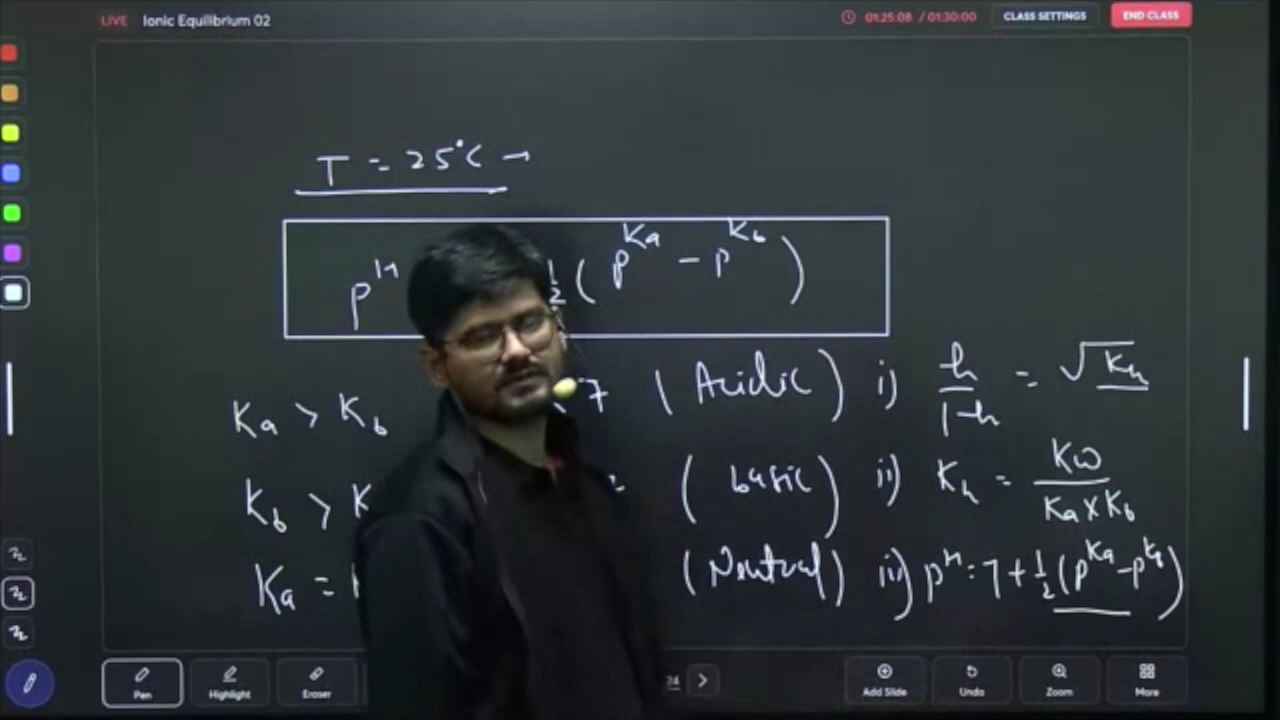 LIVE Ionic Equilibrium 02
01:25:08 / 01:30:00
CLASS SETTINGS
END CLASS
T = 25°C →
pH ½ (pKa - pKb)
Ka > Kb 7 (Acidic)
Kb > K (basic)
Ka = (Neutral)
i) h/1-h = √Kh
ii) Kh = Kw/Ka×Kb
iii) pH = 7 + ½ (pKa - pKb)
Pen
Highlight
Eraser
24
Add Slide
Undo
Zoom
More